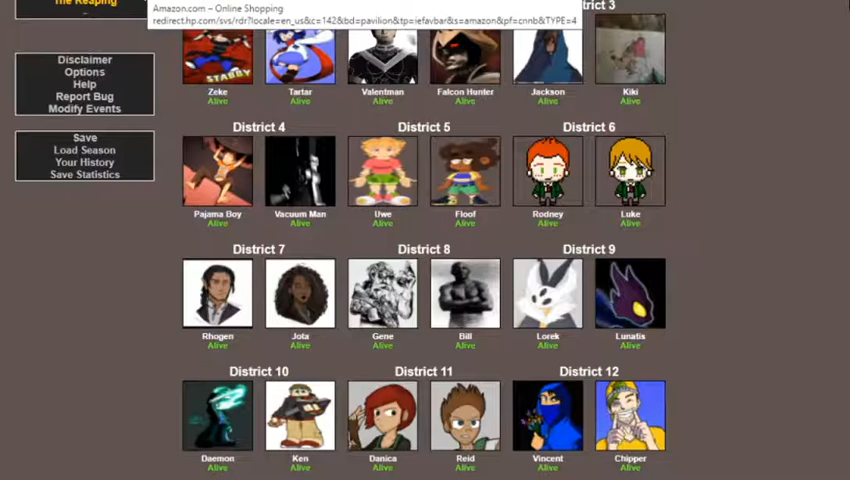 The Reaping
Amazon.com – Online Shopping
redirect.hp.com/svs/rdr?locale=en_us&c=142&bd=pavilion&tp=iefavbar&s=amazon&pf=cnnb&TYPE=4
trict 3
Disclaimer
Options
Help
Report Bug
Modify Events
Save
Load Season
Your History
Save Statistics
STABBY
Zeke Tartar Valentman Falcon Hunter Jackson Kiki
Alive Alive Alive Alive Alive Alive
District 4 District 5 District 6
Pajama Boy Vacuum Man Uwe Floof Rodney Luke
Alive Alive Alive Alive Alive Alive
District 7 District 8 District 9
Rhogen Jota Gene Bill Lorek Lunatis
Alive Alive Alive Alive Alive Alive
District 10 District 11 District 12
Daemon Ken Danica Reid Vincent Chipper
Alive Alive Alive Alive Alive Alive